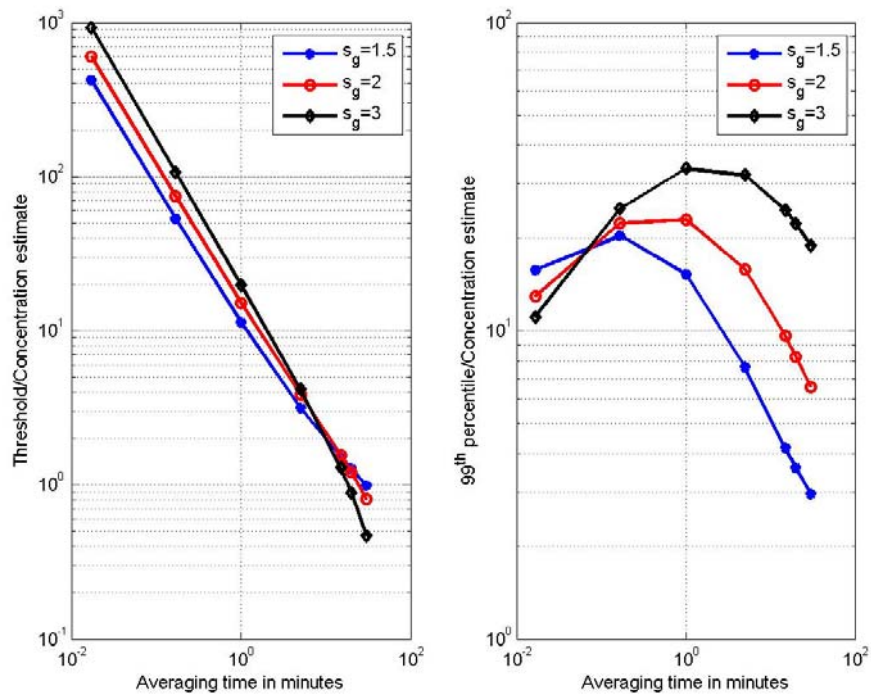 Threshold/Concentration estimate
10^3
10^2
10^1
10^0
10^-1
10^-2
10^0
10^2
Averaging time in minutes
s_g=1.5
s_g=2
s_g=3
99^th percentile/Concentration estimate
10^2
10^1
10^0
10^-2
10^0
10^2
Averaging time in minutes
s_g=1.5
s_g=2
s_g=3